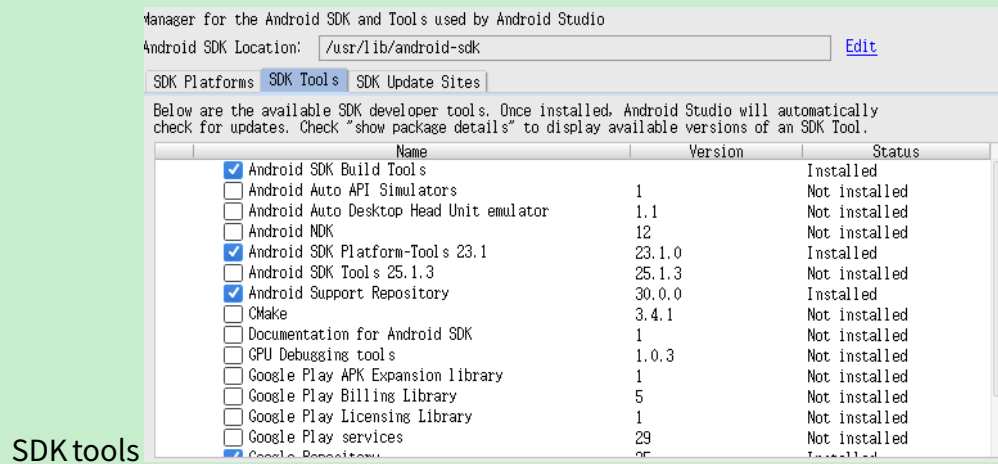 Manager for the Android SDK and Tools used by Android Studio
Android SDK Location: /usr/lib/android-sdk Edit
SDK Platforms SDK Tools SDK Update Sites
Below are the available SDK developer tools. Once installed, Android Studio will automatically
check for updates. Check "show package details" to display available versions of an SDK Tool.
Name Version Status
Android SDK Build Tools Installed
Android Auto API Simulators 1 Not installed
Android Auto Desktop Head Unit emulator 1.1 Not installed
Android NDK 12 Not installed
Android SDK Platform-Tools 23.1 23.1.0 Installed
Android SDK Tools 25.1.3 25.1.3 Not installed
Android Support Repository 30.0.0 Installed
CMake 3.4.1 Not installed
Documentation for Android SDK 1 Not installed
GPU Debugging tools 1.0.3 Not installed
Google Play APK Expansion library 1 Not installed
Google Play Billing Library 5 Not installed
Google Play Licensing Library 1 Not installed
Google Play services 29 Not installed
Google Repository Installed
SDK tools